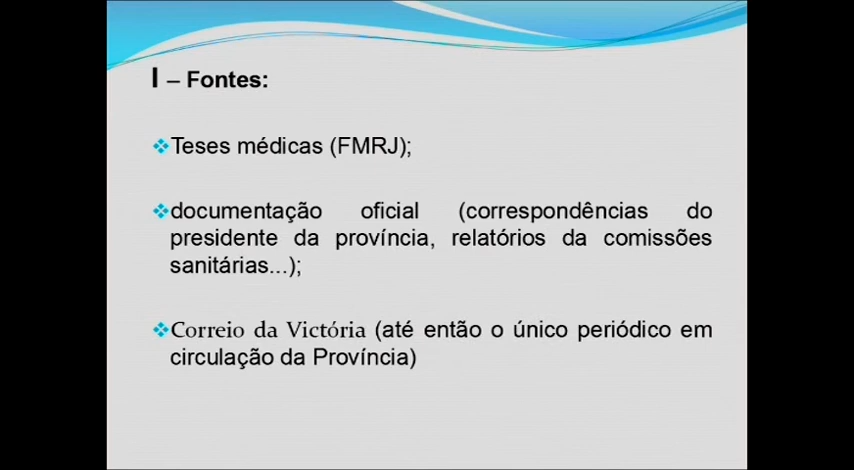 I – Fontes:
Teses médicas (FMRJ);
documentação oficial (correspondências do
presidente da província, relatórios da comissões
sanitárias...);
Correio da Victória (até então o único periódico em
circulação da Província)